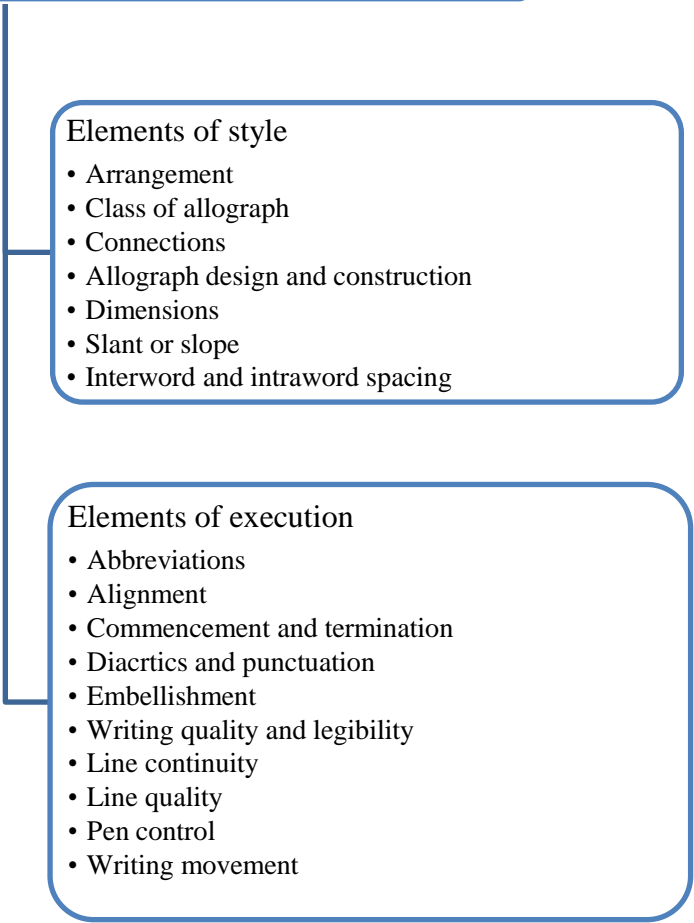 Elements of style
• Arrangement
• Class of allograph
• Connections
• Allograph design and construction
• Dimensions
• Slant or slope
• Interword and intraword spacing
Elements of execution
• Abbreviations
• Alignment
• Commencement and termination
• Diacrtics and punctuation
• Embellishment
• Writing quality and legibility
• Line continuity
• Line quality
• Pen control
• Writing movement